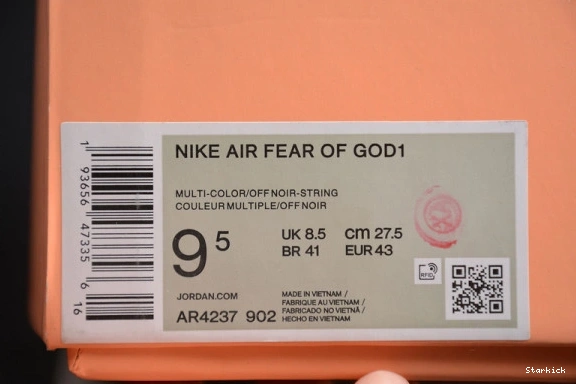 NIKE AIR FEAR OF GOD1
MULTI-COLOR/OFF NOIR-STRING
COULEUR MULTIPLE/OFF NOIR
9 5
UK 8.5 cm 27.5
BR 41 EUR 43
JORDAN.COM
AR4237 902
MADE IN VIETNAM /
FABRIQUE AU VIETNAM /
FABRICADO NO VIETNÃ /
HECHO EN VIETNAM
RFID
1 93656 47335 6 16
Starkick